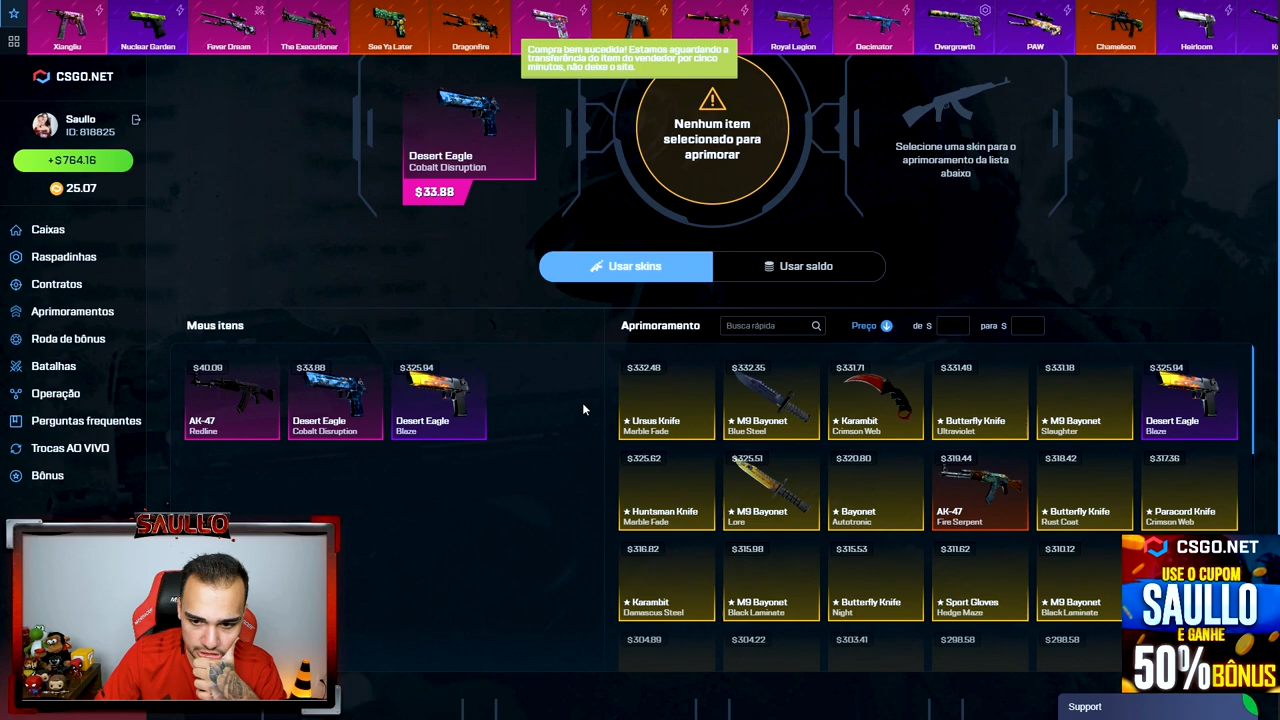 Xiangliu
Nuclear Garden
Fever Dream
The Executioner
See Ya Later
Dragonfire
Royal Legion
Decimator
Overgrowth
PAW
Chameleon
Heirloom
Compra bem sucedida! Estamos aguardando a
transferência do item do vendedor por cinco
minutos, não deixe o site.
CSGO.NET
Saullo
ID: 818825
+$764.16
25.07
Caixas
Raspadinhas
Contratos
Aprimoramentos
Roda de bônus
Batalhas
Operação
Perguntas frequentes
Trocas AO VIVO
Bônus
Desert Eagle
Cobalt Disruption
$33.88
Nenhum item
selecionado para
aprimorar
Selecione uma skin para o
aprimoramento da lista
abaixo
Usar skins
Usar saldo
Meus itens
Aprimoramento
Busca rápida
Preço
de $
para $
$40.09
AK-47
Redline
$33.88
Desert Eagle
Cobalt Disruption
$325.94
Desert Eagle
Blaze
$332.48
★ Ursus Knife
Marble Fade
$332.35
★ M9 Bayonet
Blue Steel
$331.71
★ Karambit
Crimson Web
$331.49
★ Butterfly Knife
Ultraviolet
$331.18
★ M9 Bayonet
Slaughter
$325.94
Desert Eagle
Blaze
$325.62
★ Huntsman Knife
Marble Fade
$325.51
★ M9 Bayonet
Lore
$320.80
★ Bayonet
Autotronic
$319.44
AK-47
Fire Serpent
$318.42
★ Butterfly Knife
Rust Coat
$317.36
★ Paracord Knife
Crimson Web
$316.82
★ Karambit
Damascus Steel
$315.98
★ M9 Bayonet
Black Laminate
$315.53
★ Butterfly Knife
Night
$311.62
★ Sport Gloves
Hedge Maze
$310.12
★ M9 Bayonet
Black Laminate
$304.89
$304.22
$303.41
$298.58
$298.58
SAULLO
CSGO.NET
USE O CUPOM
SAULLO
E GANHE
50% BÔNUS
Support